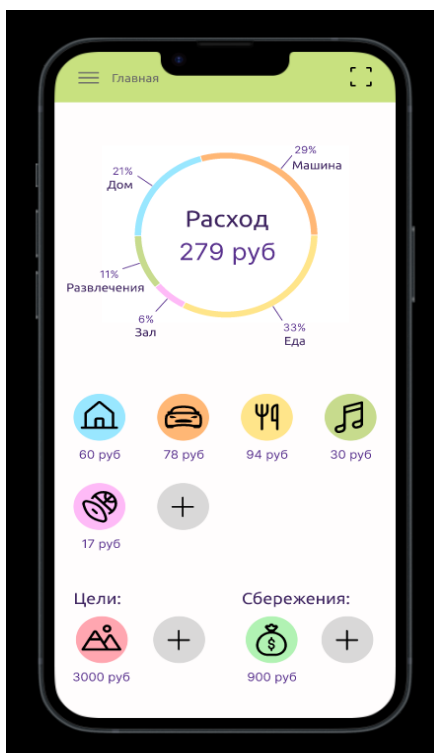 Главная
29%
Машина
21%
Дом
Расход
279 руб
11%
Развлечения
6%
Зал
33%
Еда
60 руб
78 руб
94 руб
30 руб
17 руб
Цели:
Сбережения:
3000 руб
900 руб